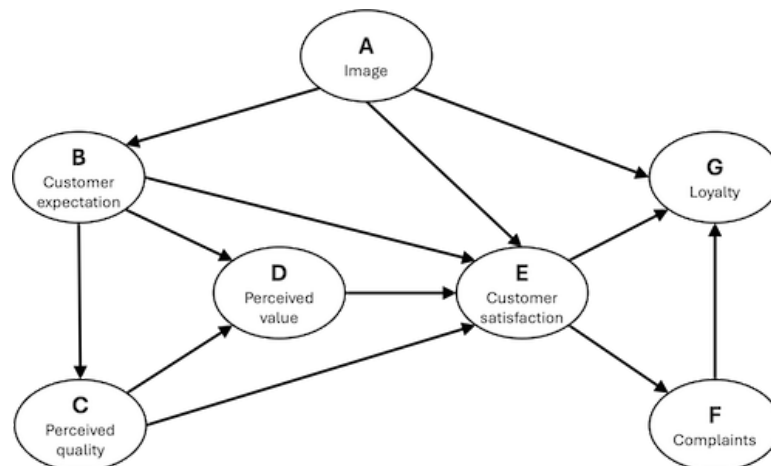 A
Image
B
Customer
expectation
G
Loyalty
D
Perceived
value
E
Customer
satisfaction
C
Perceived
quality
F
Complaints